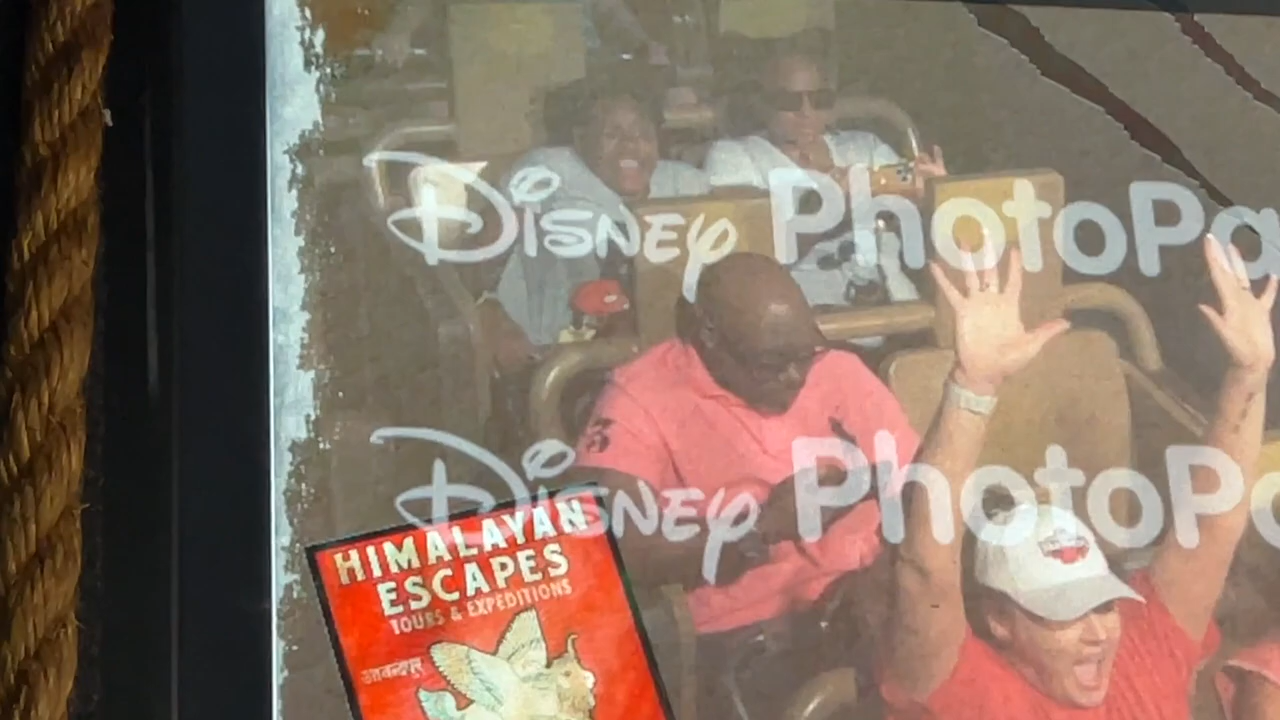 Disney PhotoPa
Disney PhotoPa
HIMALAYAN
ESCAPES
TOURS & EXPEDITIONS